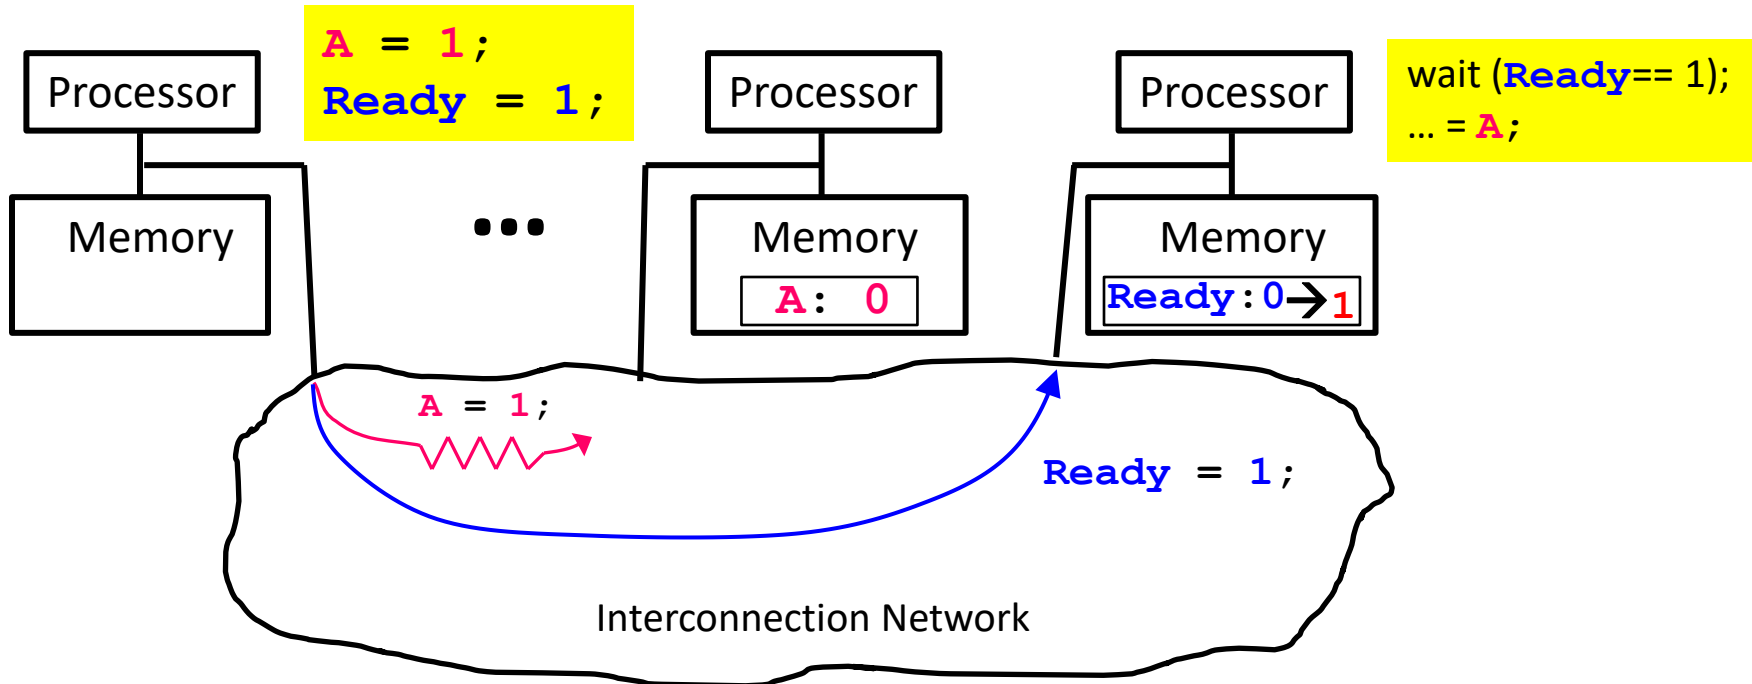 A = 1;
Ready = 1;
Processor
Processor
Processor
wait (Ready== 1);
... = A;
Memory
...
Memory
Memory
A: 0
Ready:0→1
A = 1;
Ready = 1;
Interconnection Network